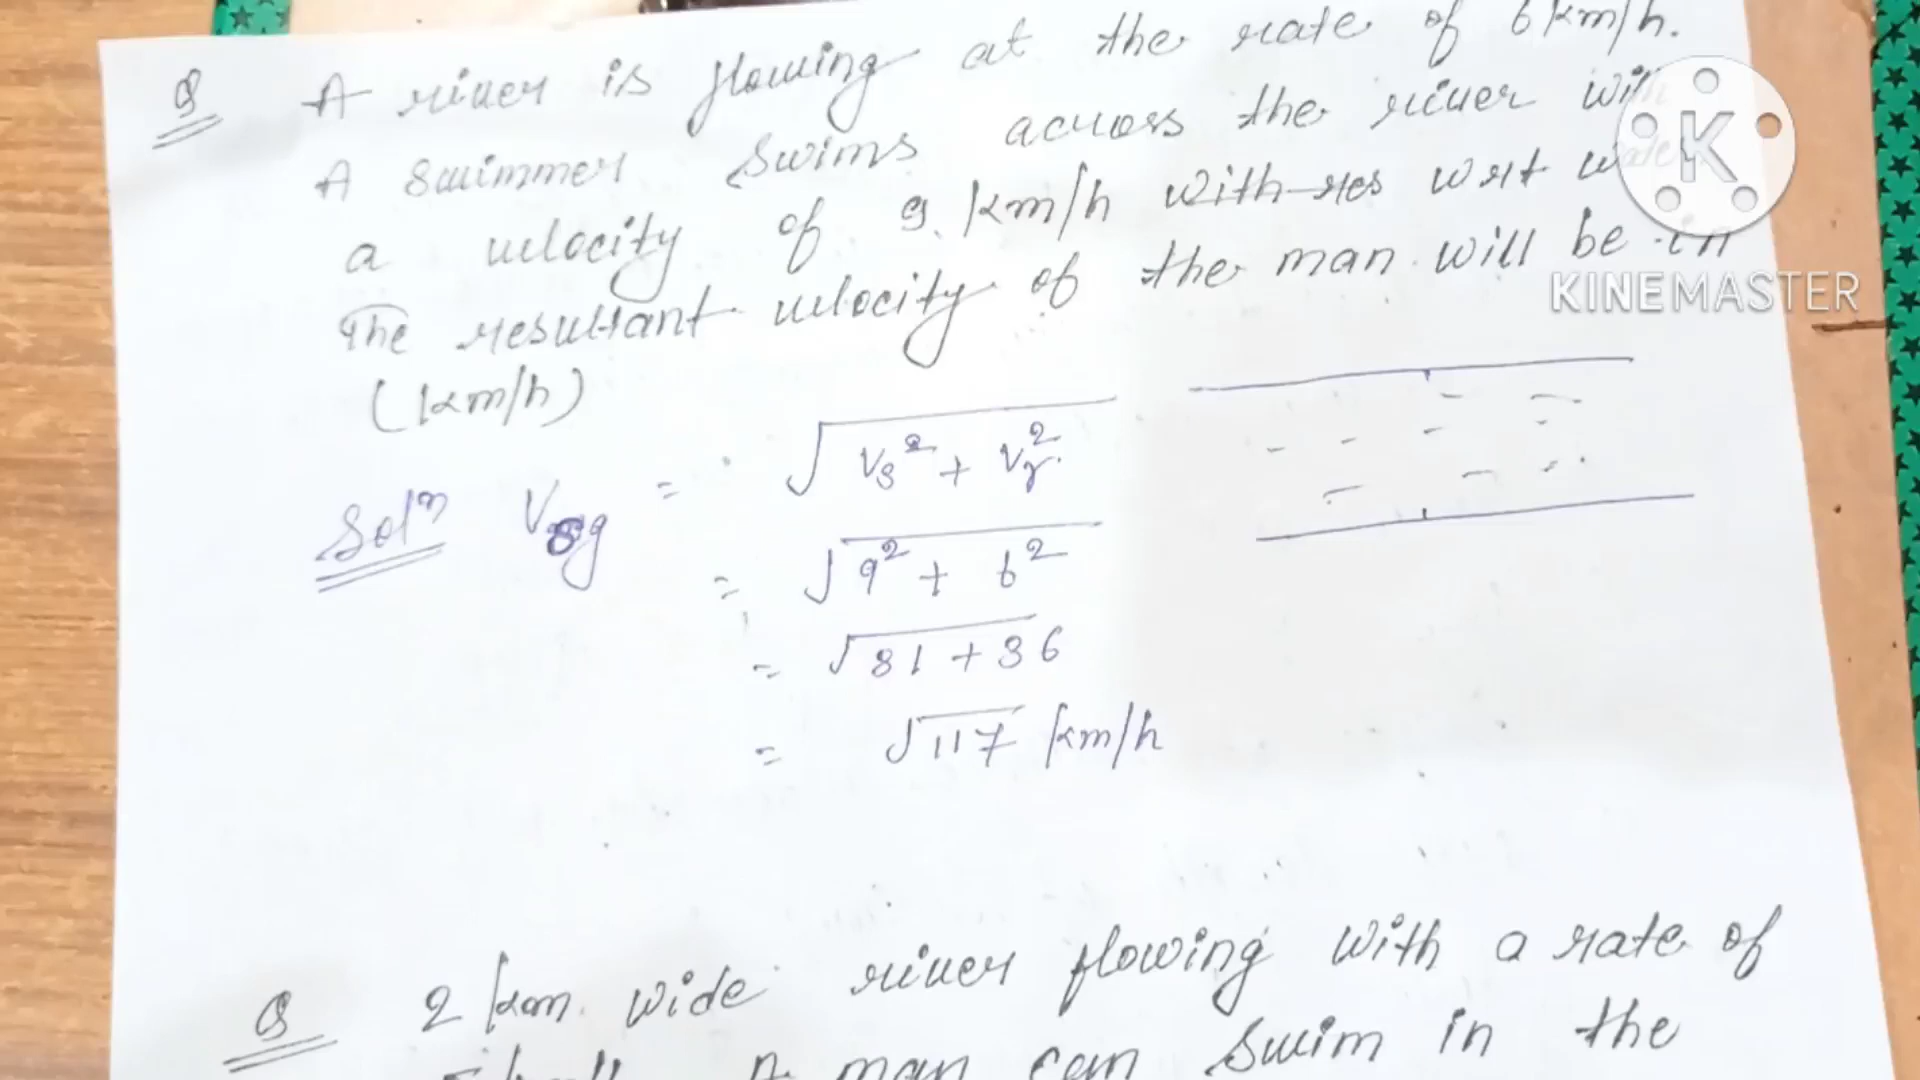 Q A river is flowing at the rate of 6 km/h.
A swimmer swims across the river with
a velocity of 9 km/h with res wrt water
The resultant velocity of the man will be in
(km/h)
Solⁿ Vsg = √Vs² + Vr²
= √9² + 6²
= √81 + 36
= √117 km/h
Q 2 km wide river flowing with a rate of
A man can swim in the
K
KINEMASTER